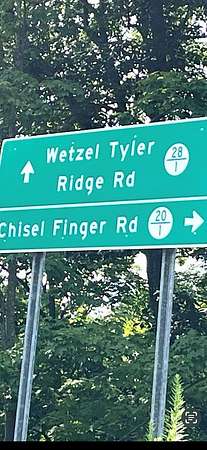 Wetzel Tyler 28/1
Ridge Rd
Chisel Finger Rd 20/1